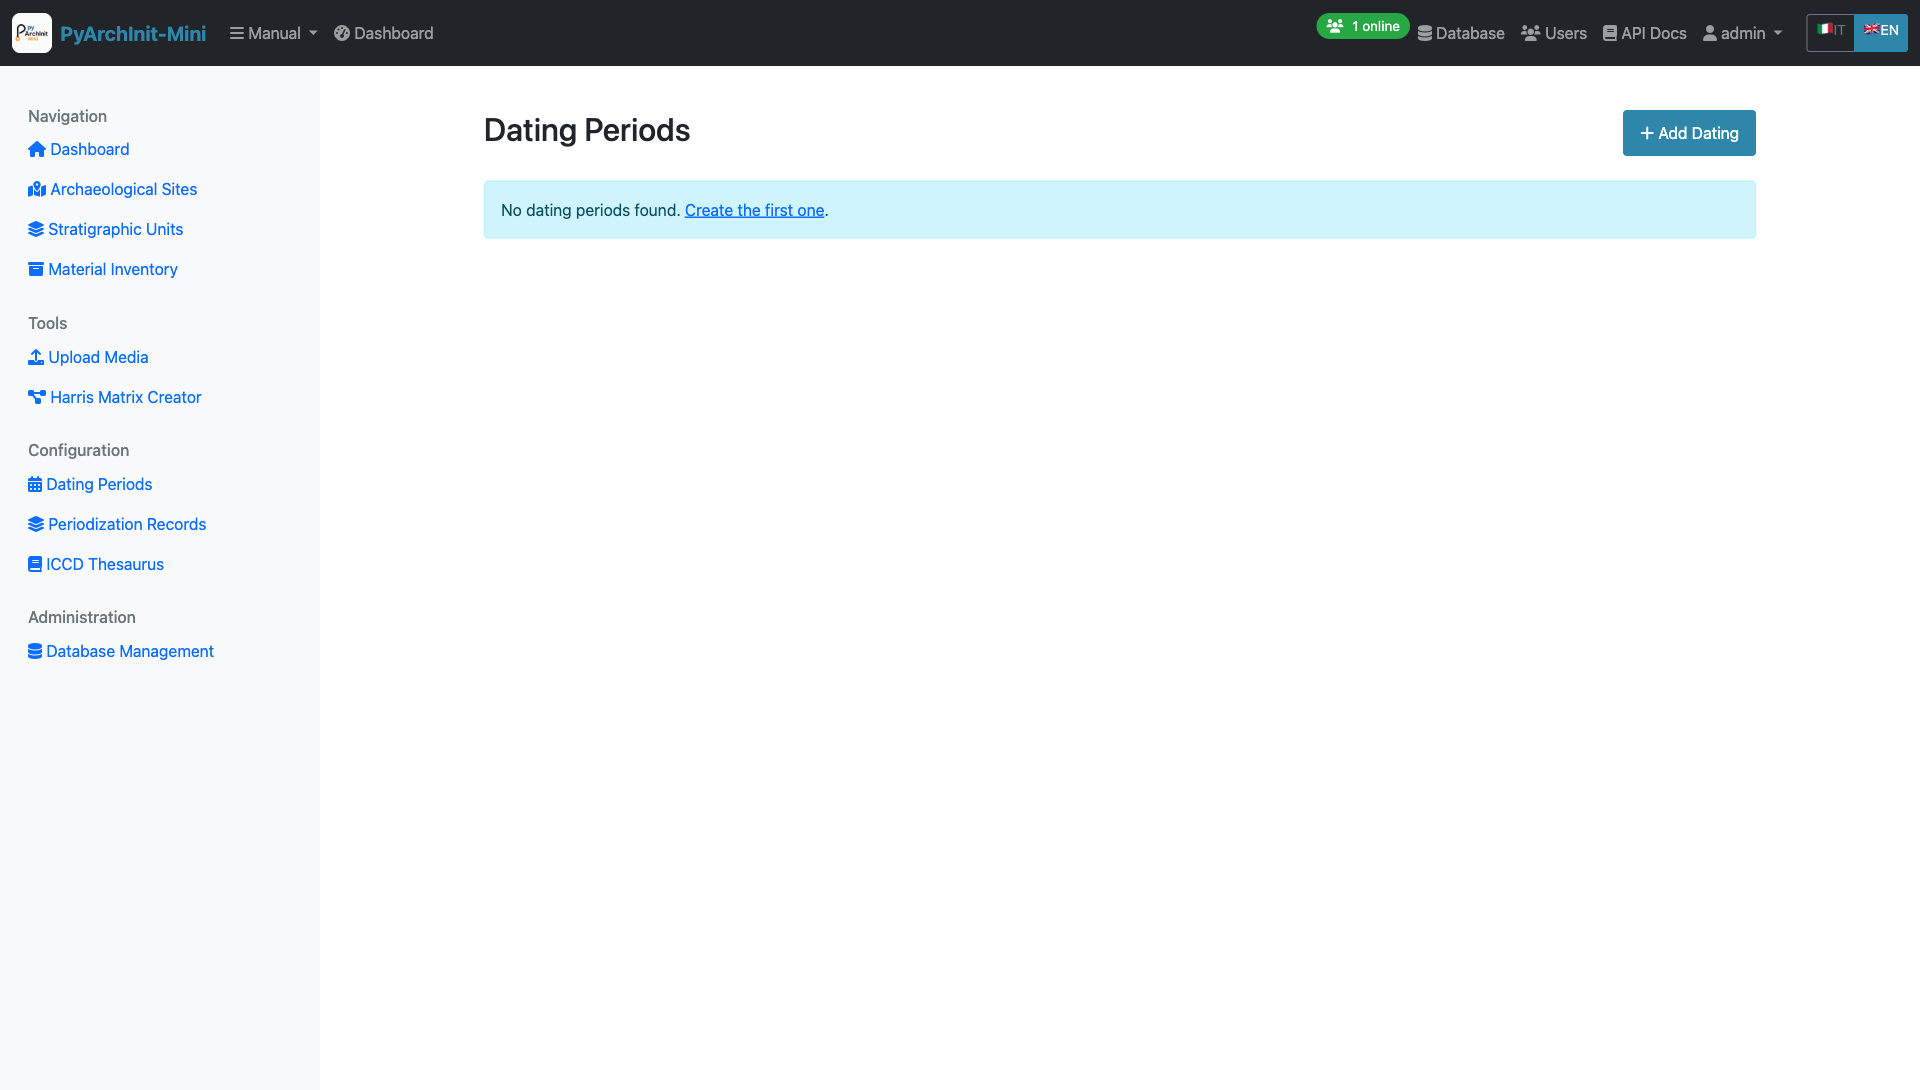 PyArchInit-Mini
Manual
Dashboard
1 online
Database
Users
API Docs
admin
IT
EN
Navigation
Dashboard
Archaeological Sites
Stratigraphic Units
Material Inventory
Tools
Upload Media
Harris Matrix Creator
Configuration
Dating Periods
Periodization Records
ICCD Thesaurus
Administration
Database Management
Dating Periods
Add Dating
No dating periods found. Create the first one.